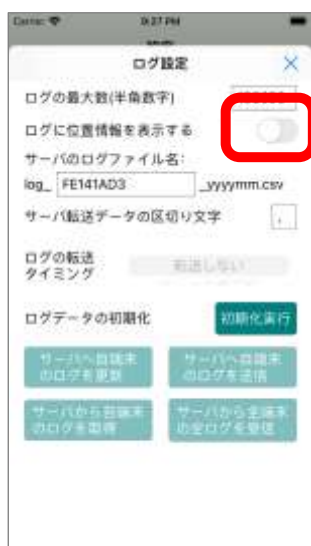 Carrier 9:27 PM
ログ設定
ログの最大数(半角数字)
ログに位置情報を表示する
サーバのログファイル名:
log_ FE141AD3 _yyyymm.csv
サーバ転送データの区切り文字 ,
ログの転送 転送しない
タイミング
ログデータの初期化 初期化実行
サーバへ自端末
のログを更新
サーバへ自端末
のログを送信
サーバから自端末
のログを取得
サーバから全端末
の全ログを受信